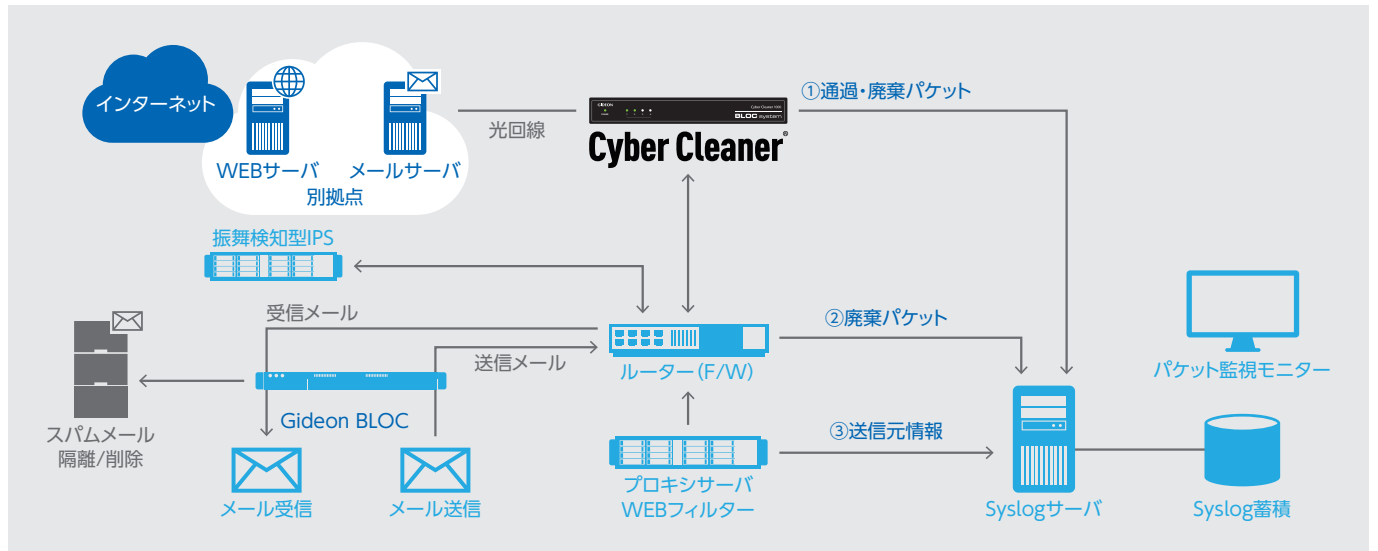 インターネット
WEBサーバ
メールサーバ
別拠点
光回線
GIDEON
Cyber Cleaner 1000
BLOC system
Cyber Cleaner®
①通過・廃棄パケット
振舞検知型IPS
受信メール
送信メール
ルーター(F/W)
②廃棄パケット
パケット監視モニター
スパムメール
隔離/削除
Gideon BLOC
メール受信
メール送信
プロキシサーバ
WEBフィルター
③送信元情報
Syslogサーバ
Syslog蓄積